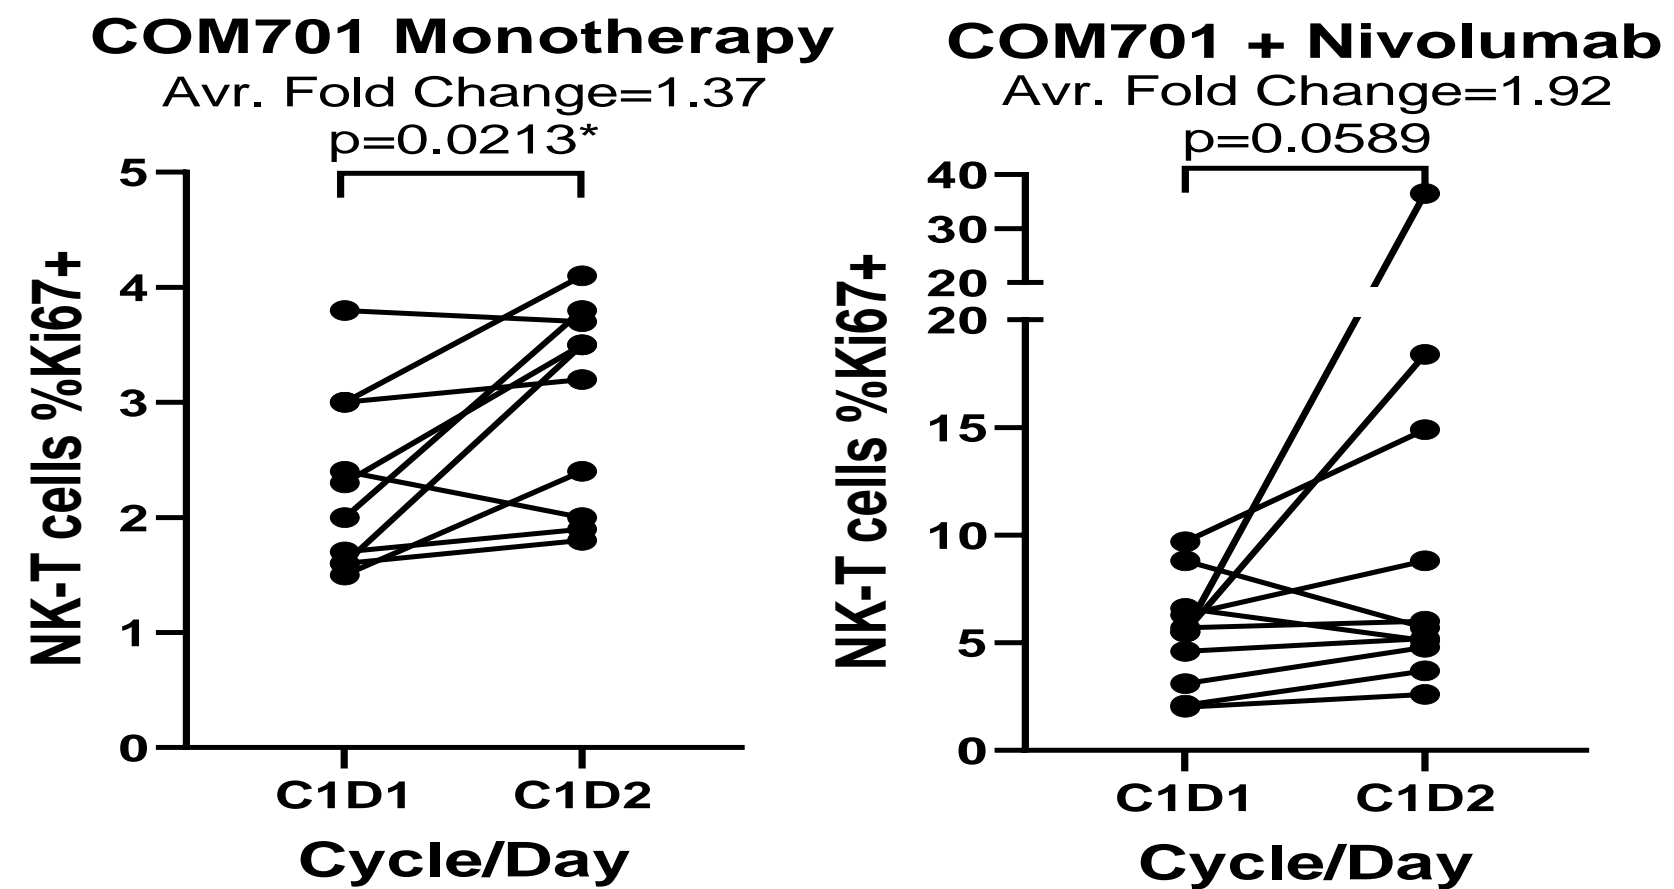 COM701 Monotherapy
Avr. Fold Change=1.37
p=0.0213*
5
4
3
2
1
0
NK-T cells %Ki67+
C1D1 C1D2
Cycle/Day
COM701 + Nivolumab
Avr. Fold Change=1.92
p=0.0589
40
30
20
20
15
10
5
0
NK-T cells %Ki67+
C1D1 C1D2
Cycle/Day